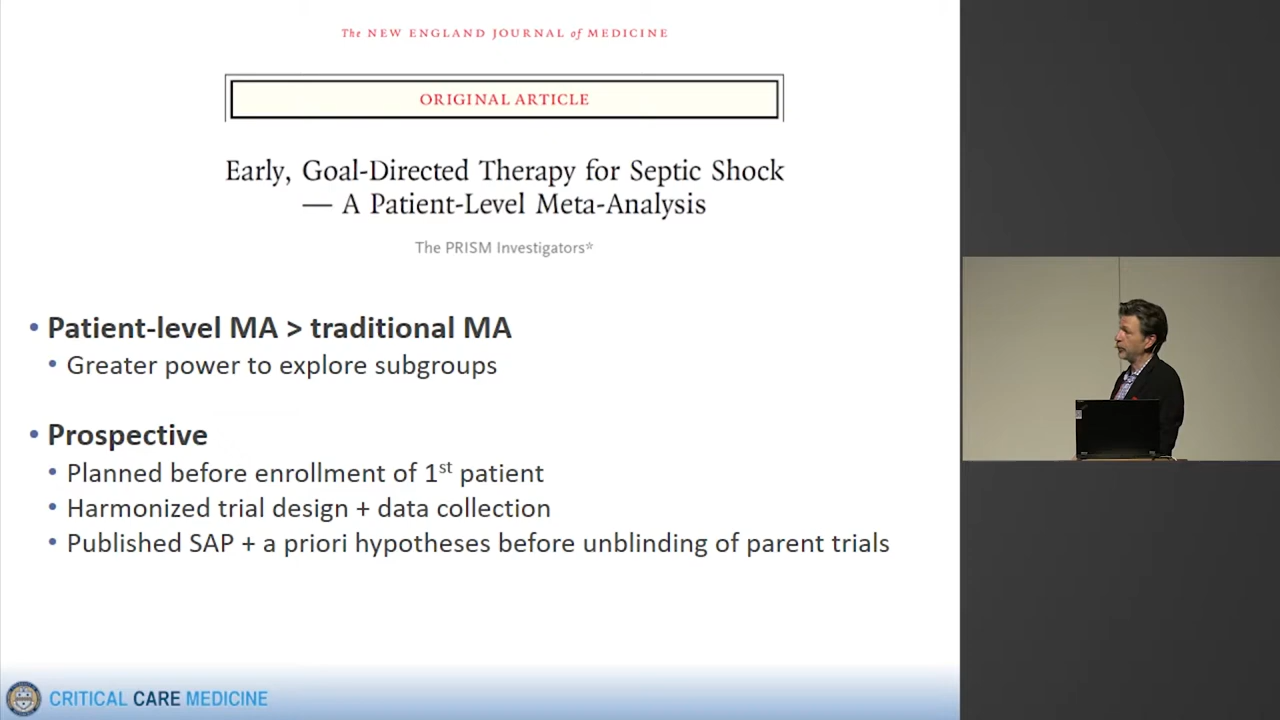 The NEW ENGLAND JOURNAL of MEDICINE
ORIGINAL ARTICLE
Early, Goal-Directed Therapy for Septic Shock
— A Patient-Level Meta-Analysis
The PRISM Investigators*
• Patient-level MA > traditional MA
• Greater power to explore subgroups
• Prospective
• Planned before enrollment of 1st patient
• Harmonized trial design + data collection
• Published SAP + a priori hypotheses before unblinding of parent trials
CRITICAL CARE MEDICINE